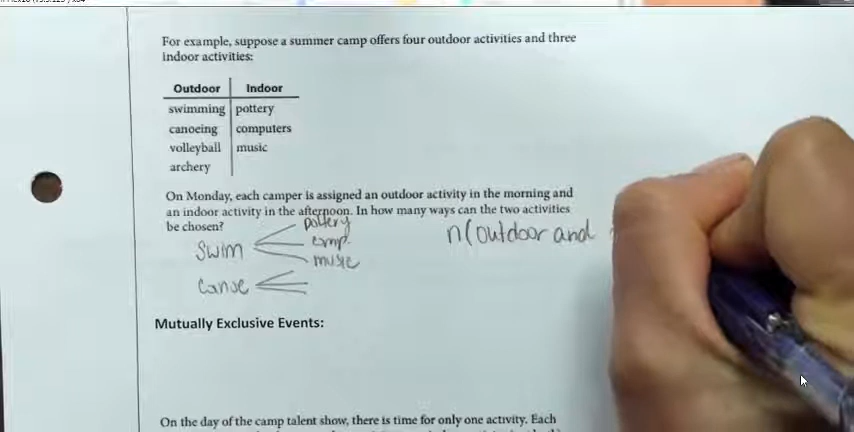 For example, suppose a summer camp offers four outdoor activities and three
indoor activities:
Outdoor Indoor
swimming pottery
canoeing computers
volleyball music
archery
On Monday, each camper is assigned an outdoor activity in the morning and
an indoor activity in the afternoon. In how many ways can the two activities
be chosen?
pottery
swim comp.
music
canoe
n(outdoor and
Mutually Exclusive Events:
On the day of the camp talent show, there is time for only one activity. Each